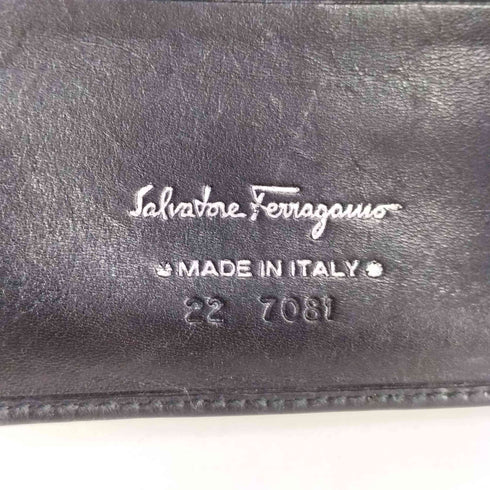 Salvatore Ferragamo
MADE IN ITALY
22 7081